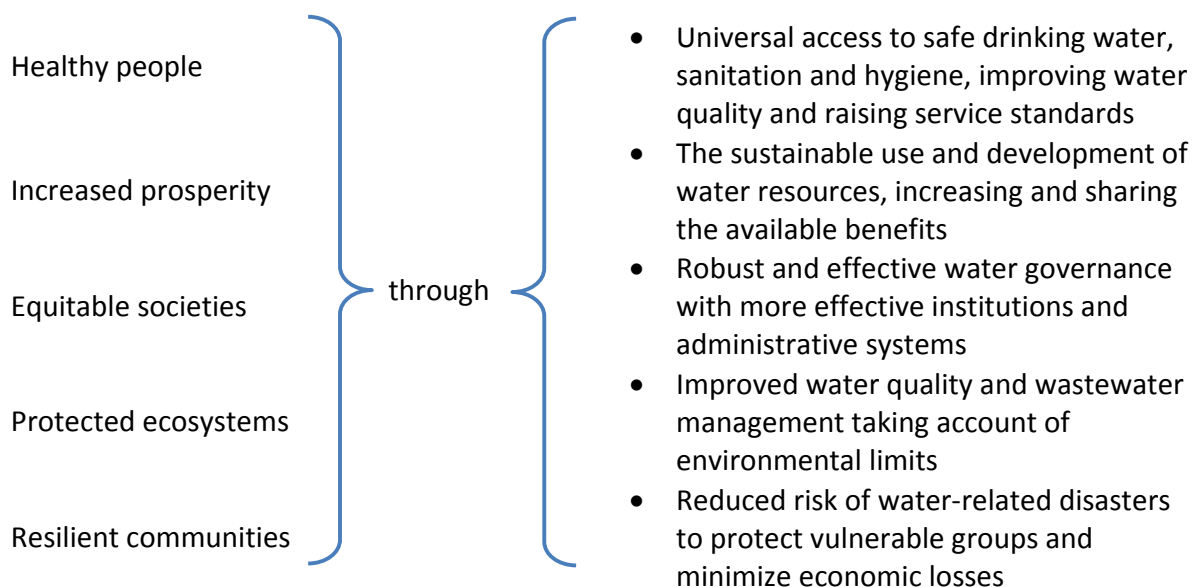 Healthy people
Increased prosperity
Equitable societies
Protected ecosystems
Resilient communities
through
• Universal access to safe drinking water,
sanitation and hygiene, improving water
quality and raising service standards
• The sustainable use and development of
water resources, increasing and sharing
the available benefits
• Robust and effective water governance
with more effective institutions and
administrative systems
• Improved water quality and wastewater
management taking account of
environmental limits
• Reduced risk of water-related disasters
to protect vulnerable groups and
minimize economic losses